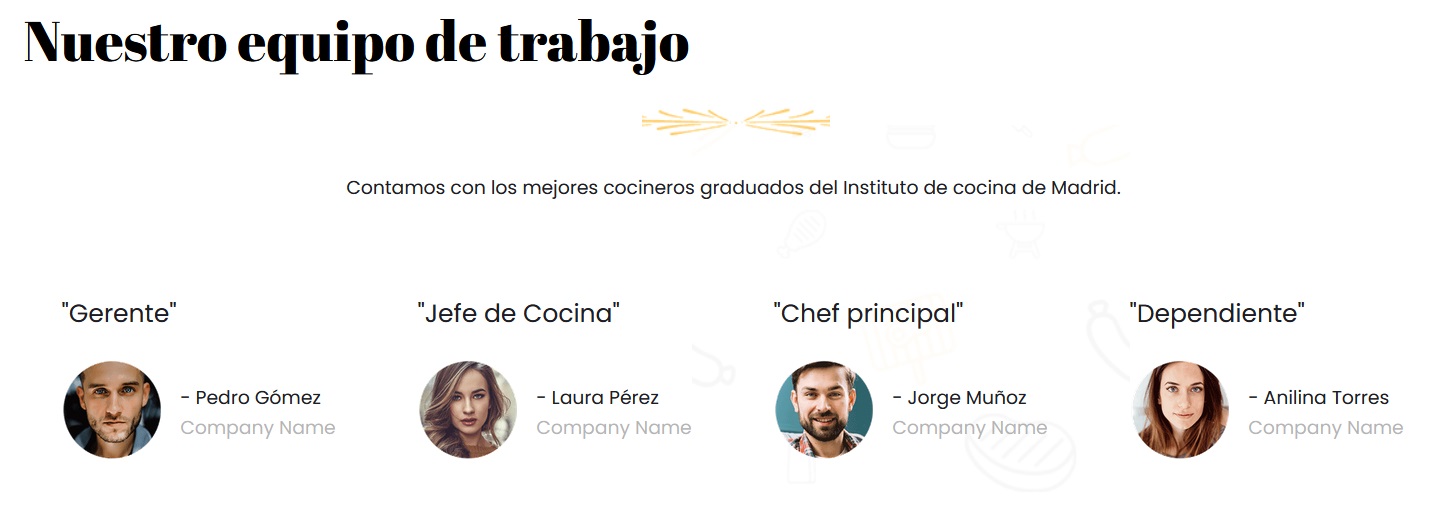 Nuestro equipo de trabajo
Contamos con los mejores cocineros graduados del Instituto de cocina de Madrid.
"Gerente"
- Pedro Gómez
Company Name
"Jefe de Cocina"
- Laura Pérez
Company Name
"Chef principal"
- Jorge Muñoz
Company Name
"Dependiente"
- Anilina Torres
Company Name